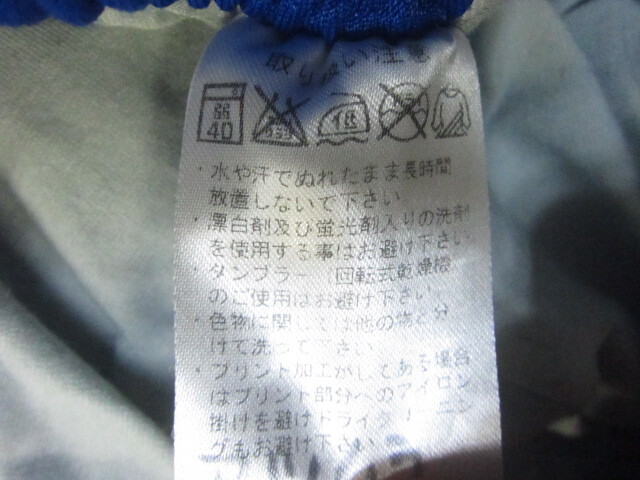 取り扱い注意
弱
40
・水や汗でぬれたまま長時間
放置しないで下さい
・漂白剤及び蛍光剤入りの洗剤
を使用する事はお避け下さい
・タンブラー(回転式乾燥機
のご使用はお避け下さい
・色物に関しては他の物と分
けて洗って下さい
・プリント加工がしてある場合
はプリント部分へのアイロン
掛けを避けドライクリーニン
グもお避け下さい